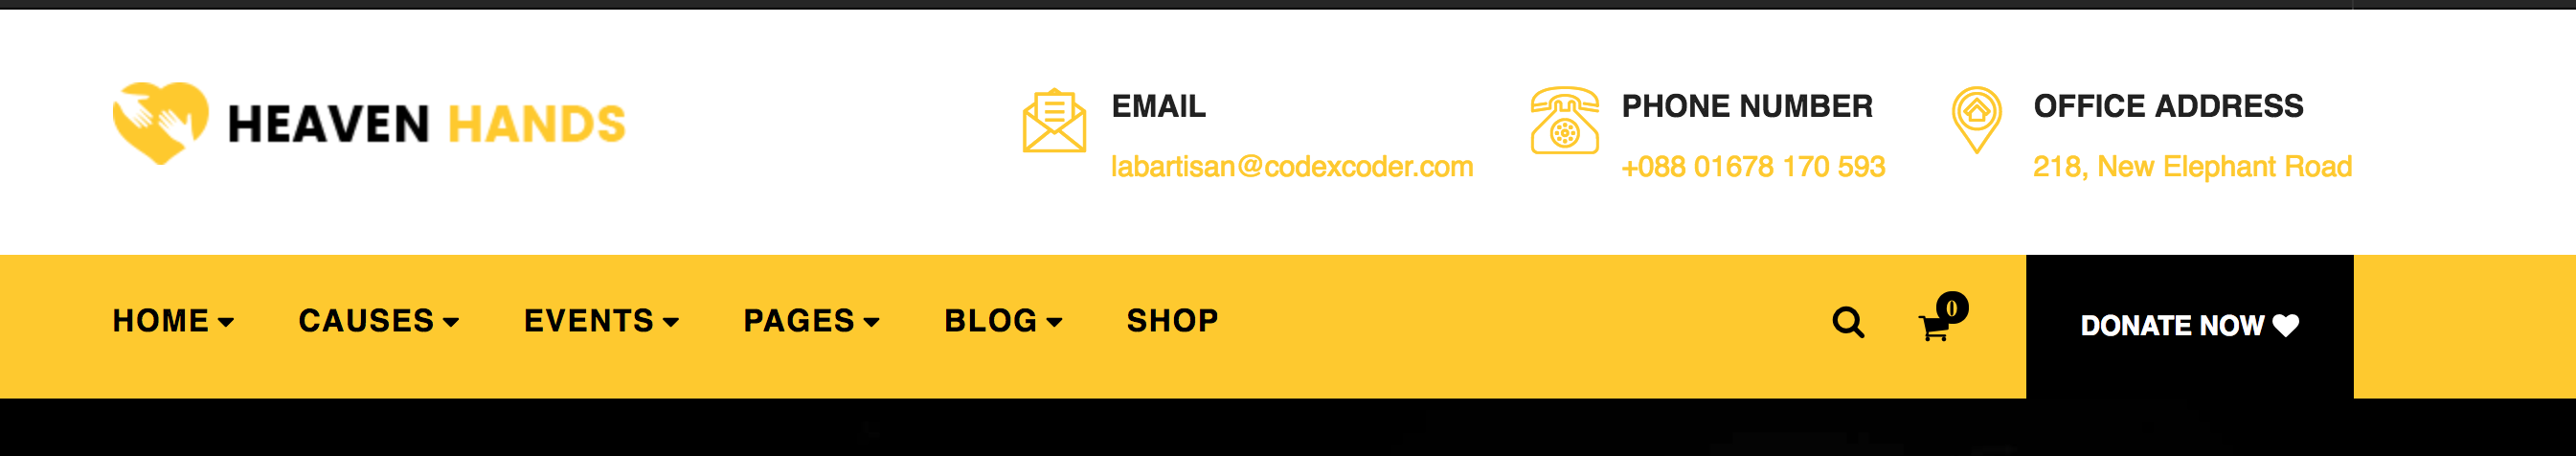 HEAVEN HANDS
EMAIL
labartisan@codexcoder.com
PHONE NUMBER
+088 01678 170 593
OFFICE ADDRESS
218, New Elephant Road
HOME
CAUSES
EVENTS
PAGES
BLOG
SHOP
0
DONATE NOW